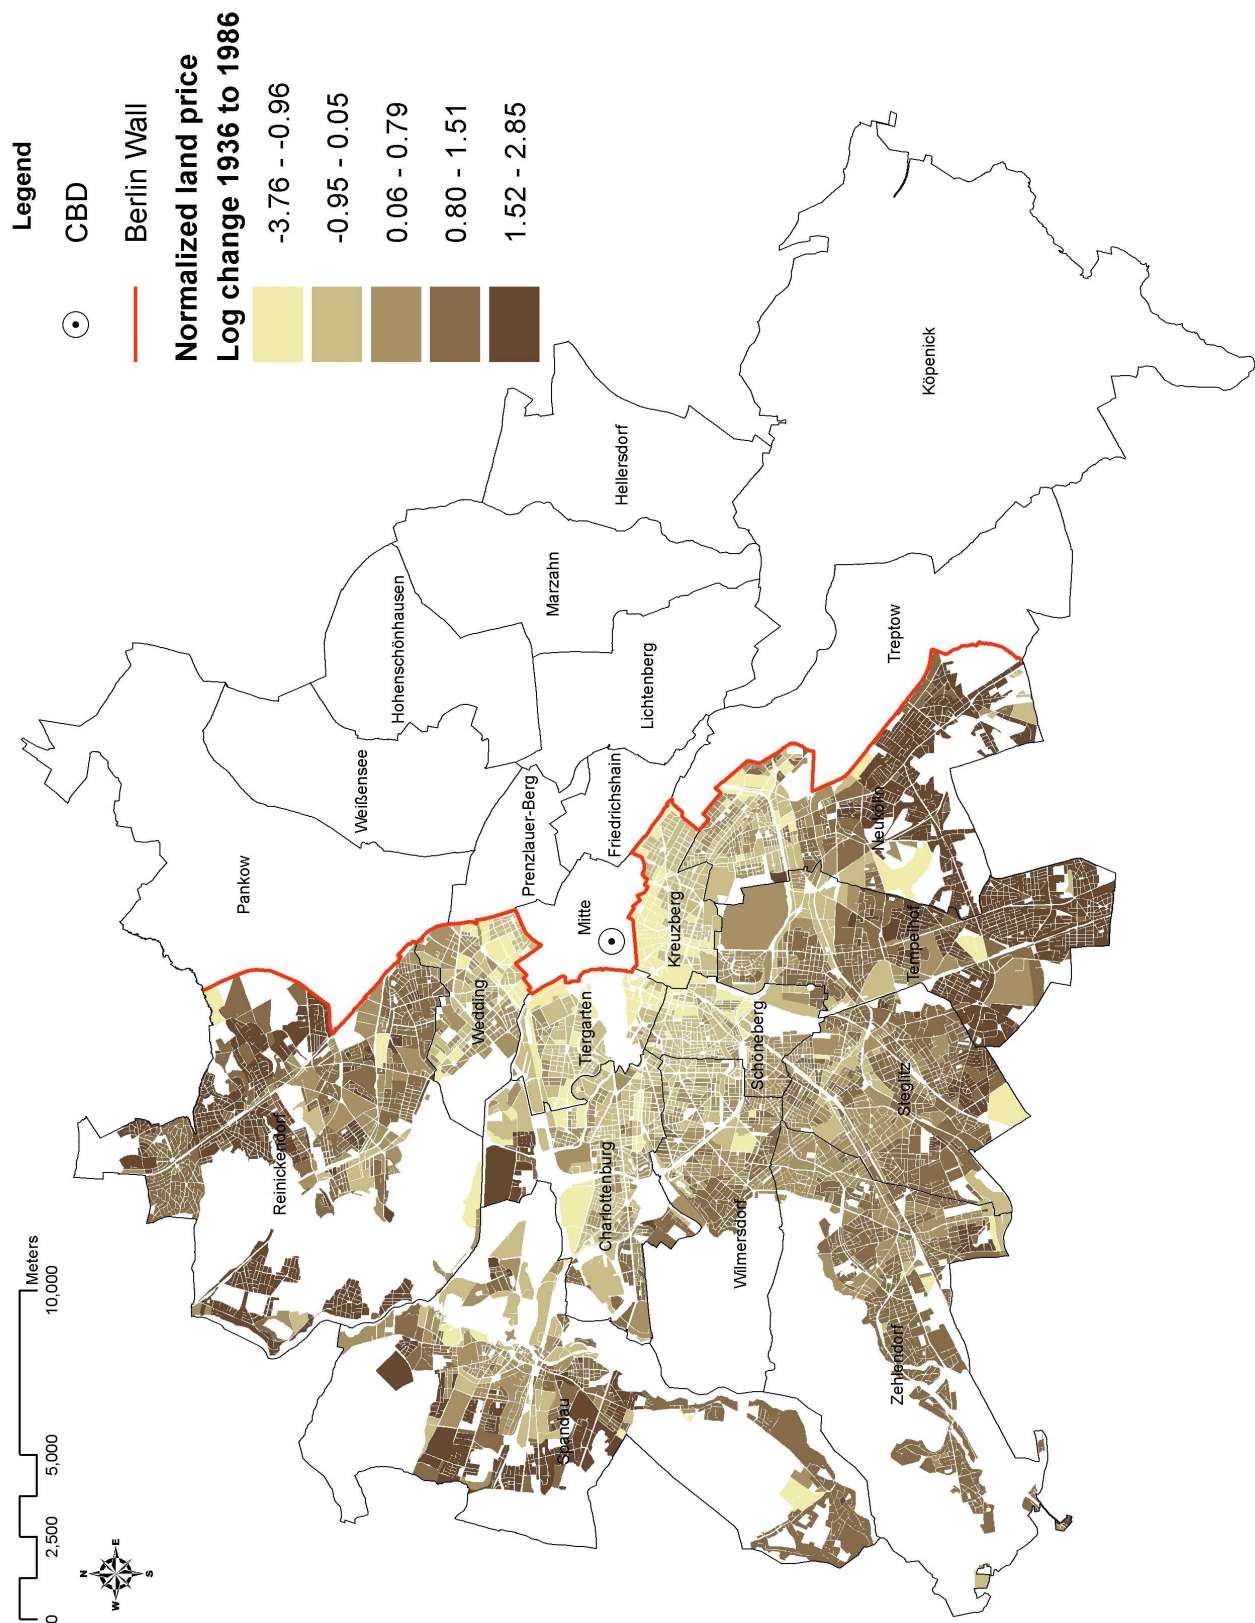 Legend
CBD
Berlin Wall
Normalized land price
Log change 1936 to 1986
-3.76 - -0.96
-0.95 - 0.05
0.06 - 0.79
0.80 - 1.51
1.52 - 2.85
0 2,500 5,000 10,000
Meters
N
W E
S
Pankow
Weißensee
Hohenschönhausen
Reinickendorf
Prenzlauer-Berg
Marzahn
Hellersdorf
Wedding
Mitte
Friedrichshain
Lichtenberg
Tiergarten
Spandau
Charlottenburg
Kreuzberg
Wilmersdorf
Schöneberg
Neukölln
Treptow
Köpenick
Zehlendorf
Steglitz
Tempelhof